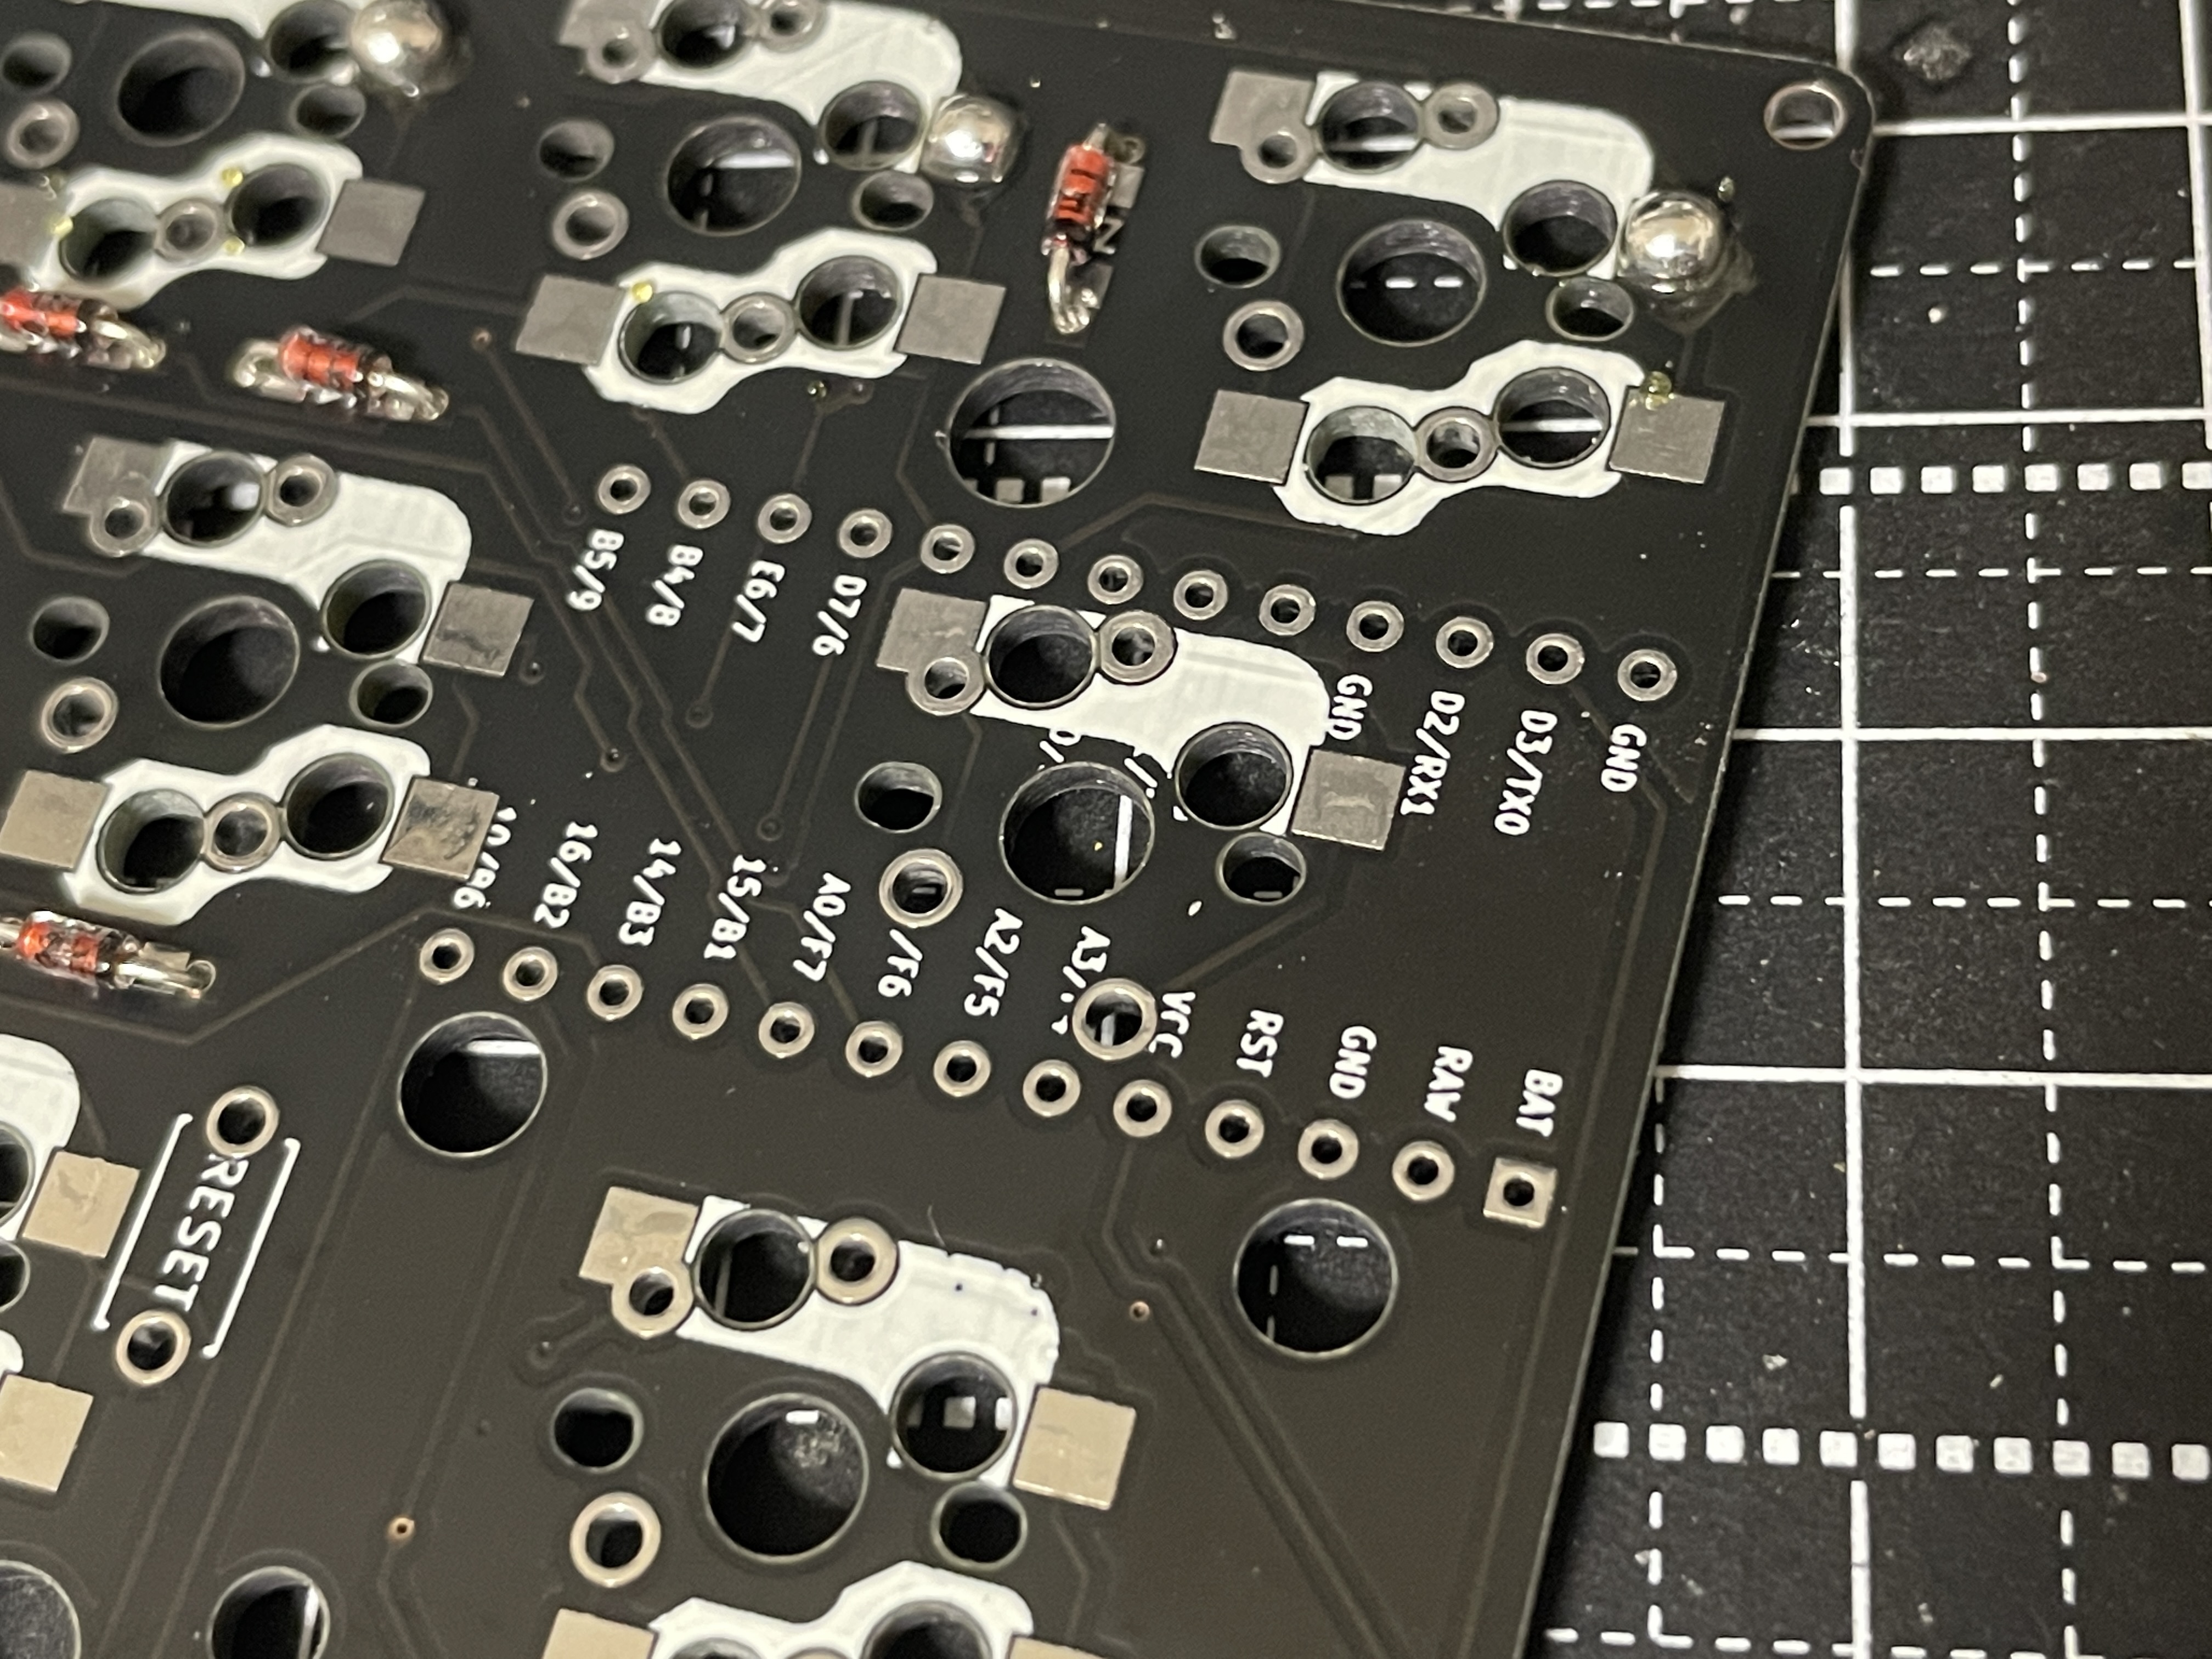 B5/9
B4/8
E6/7
D7/6
GND
D2/RX1
D3/TX0
GND
16/B2
14/B3
15/B1
A0/F7
/F6
A2/F5
A3/
VCC
RST
GND
RAW
BAT
RESET